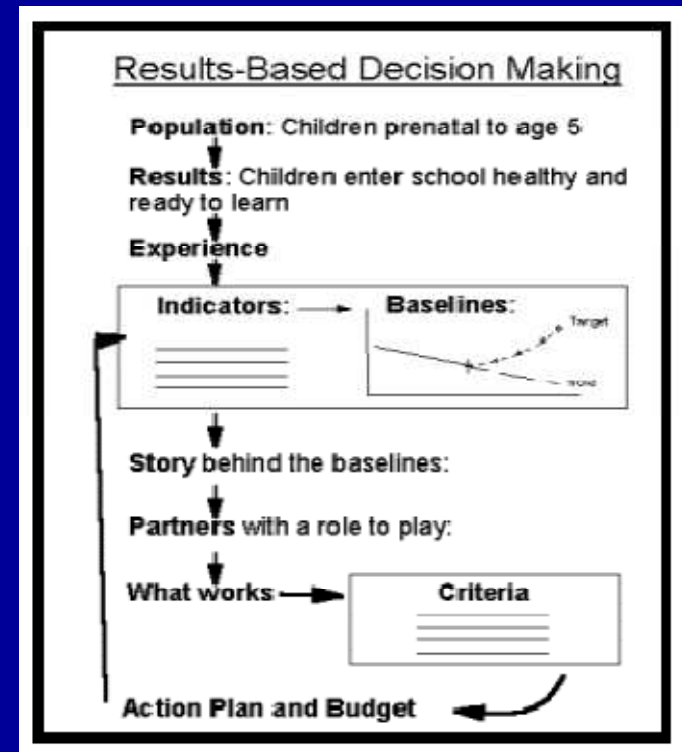 Results-Based Decision Making
Population: Children prenatal to age 5
Results: Children enter school healthy and
ready to learn
Experience
Indicators:
Baselines:
Target
Story behind the baselines:
Partners with a role to play:
What works
Criteria
Action Plan and Budget